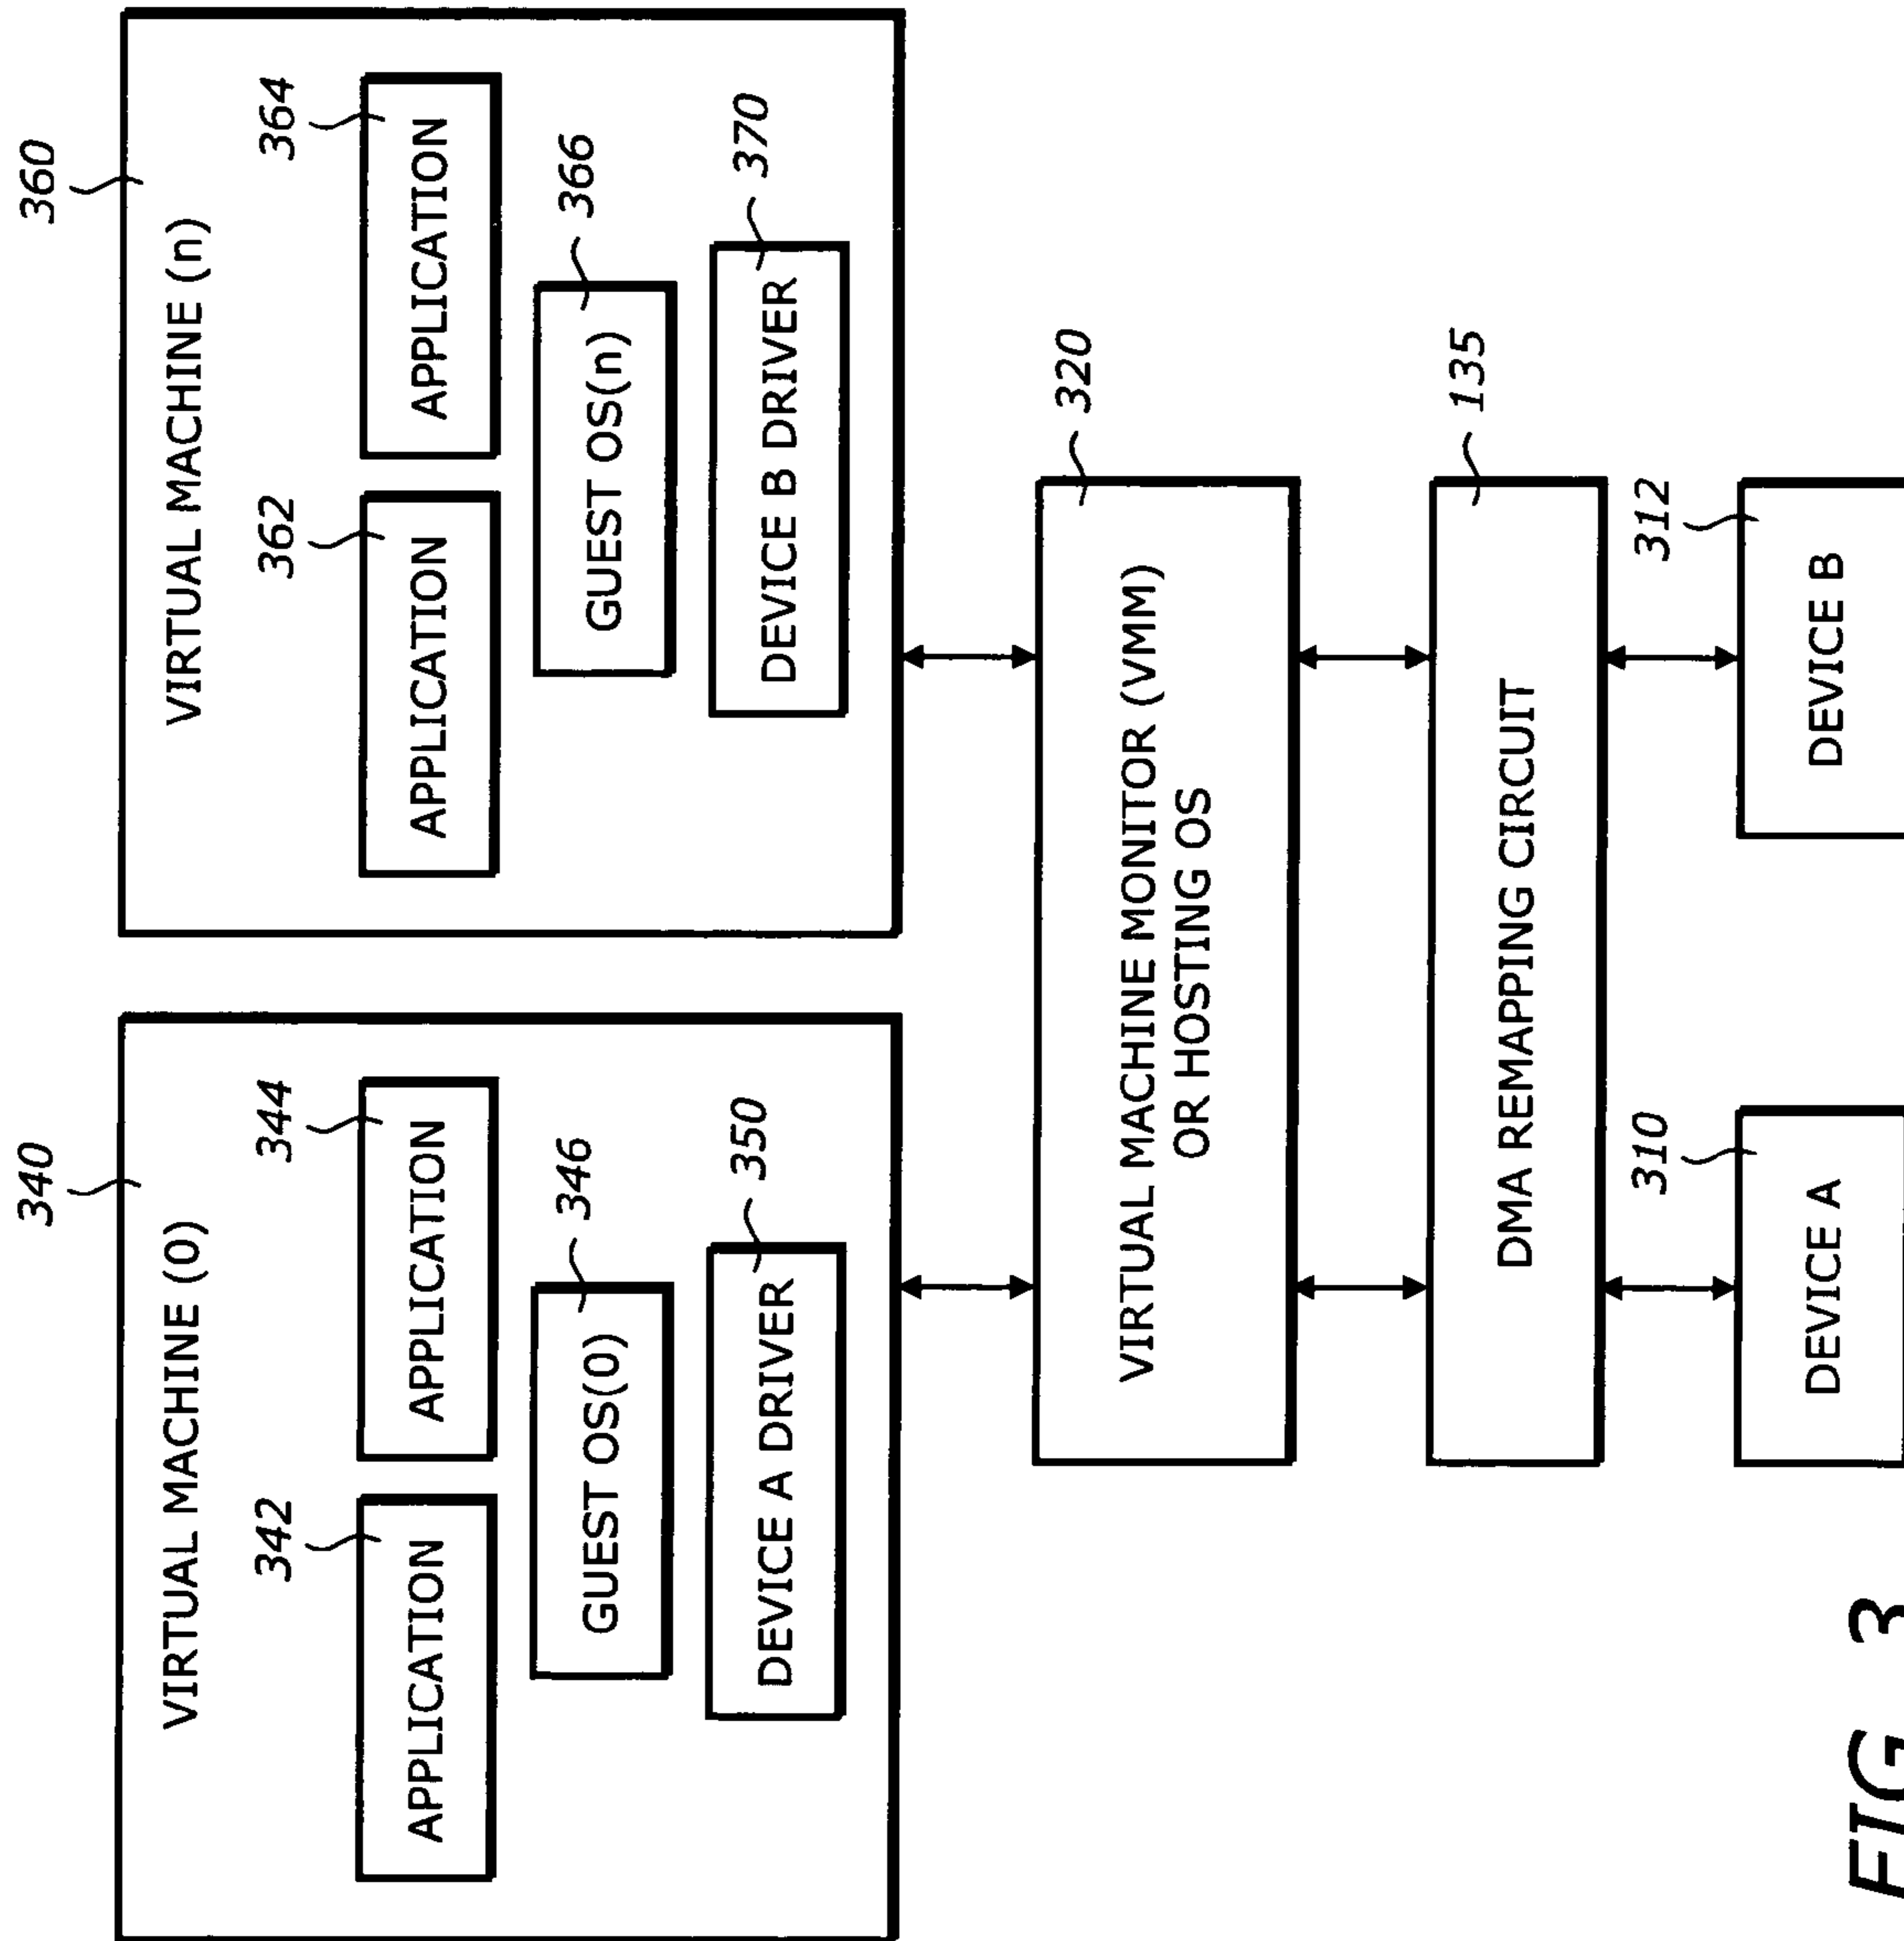 340
VIRTUAL MACHINE (0)
342
344
APPLICATION
APPLICATION
346
GUEST OS(0)
350
DEVICE A DRIVER
360
VIRTUAL MACHINE (n)
362
364
APPLICATION
APPLICATION
366
GUEST OS(n)
370
DEVICE B DRIVER
320
VIRTUAL MACHINE MONITOR (VMM)
OR HOSTING OS
135
DMA REMAPPING CIRCUIT
310
DEVICE A
312
DEVICE B
FIG 3